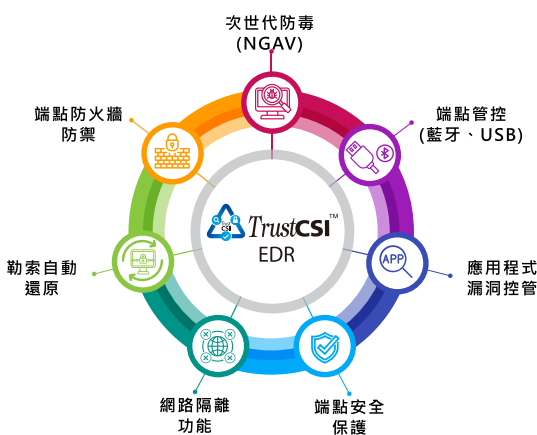 次世代防毒
(NGAV)
端點防火牆
防禦
端點管控
(藍牙、USB)
CSI
TrustCSI™
EDR
勒索自動
還原
APP
應用程式
漏洞控管
網路隔離
功能
端點安全
保護